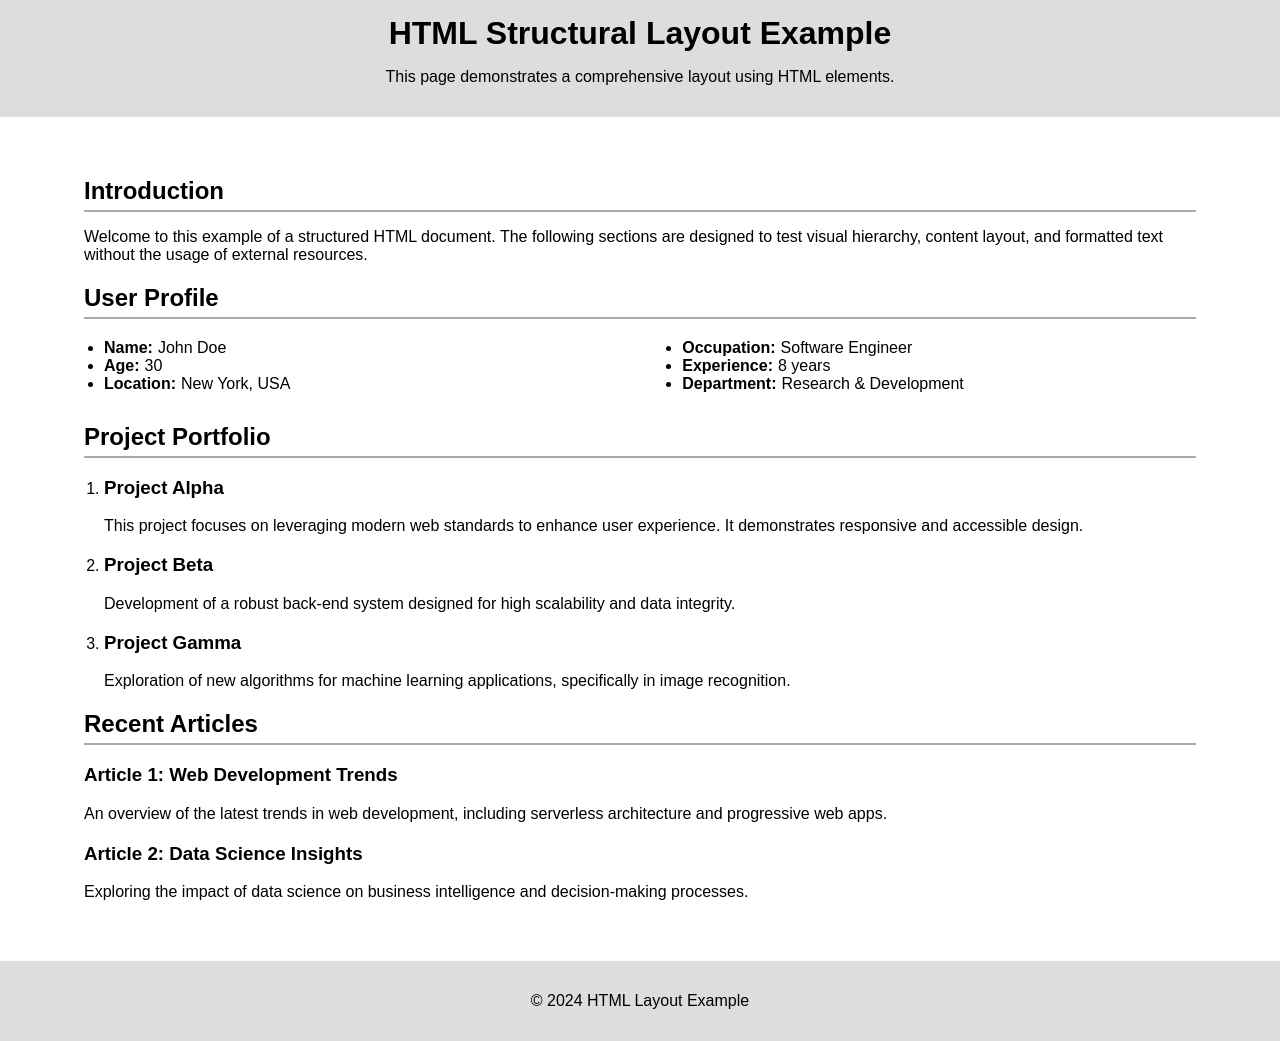 HTML Structural Layout Example
This page demonstrates a comprehensive layout using HTML elements.
Introduction
Welcome to this example of a structured HTML document. The following sections are designed to test visual hierarchy, content layout, and formatted text
without the usage of external resources.
User Profile
• Name: John Doe
• Age: 30
• Location: New York, USA
• Occupation: Software Engineer
• Experience: 8 years
• Department: Research & Development
Project Portfolio
1. Project Alpha
This project focuses on leveraging modern web standards to enhance user experience. It demonstrates responsive and accessible design.
2. Project Beta
Development of a robust back-end system designed for high scalability and data integrity.
3. Project Gamma
Exploration of new algorithms for machine learning applications, specifically in image recognition.
Recent Articles
Article 1: Web Development Trends
An overview of the latest trends in web development, including serverless architecture and progressive web apps.
Article 2: Data Science Insights
Exploring the impact of data science on business intelligence and decision-making processes.
© 2024 HTML Layout Example